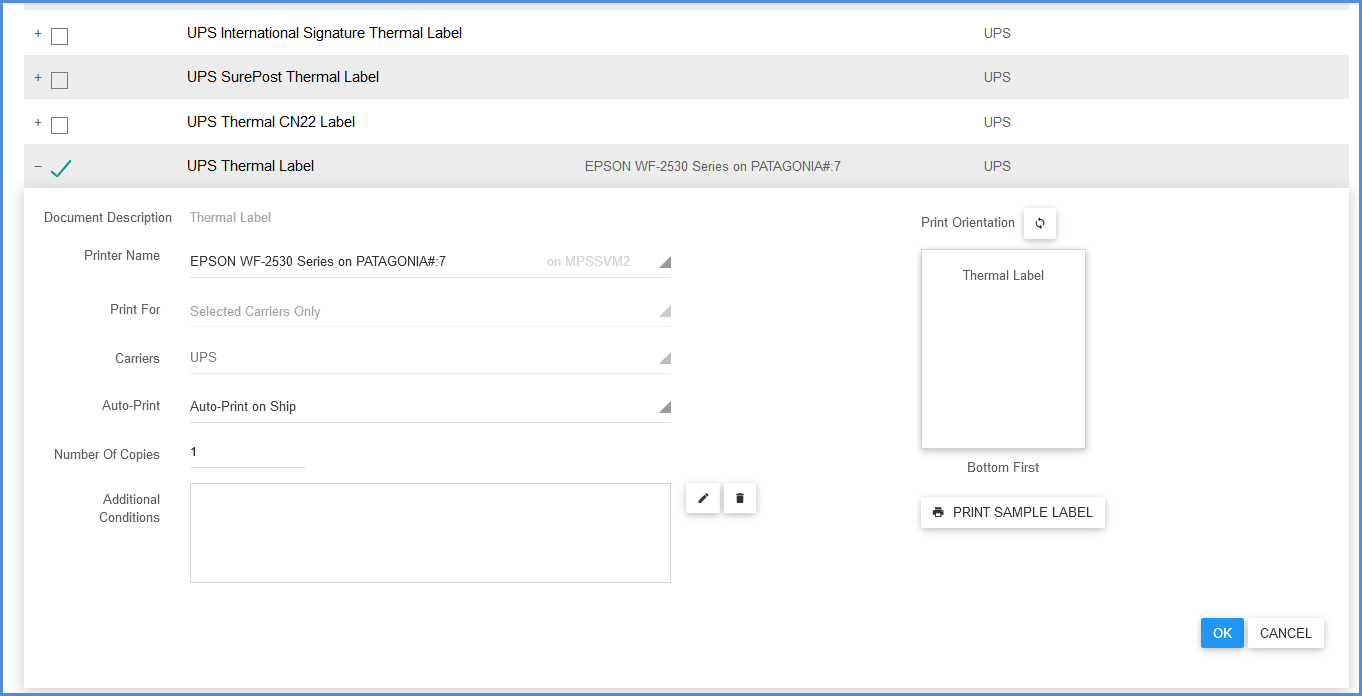 + UPS International Signature Thermal Label UPS
+ UPS SurePost Thermal Label UPS
+ UPS Thermal CN22 Label UPS
− UPS Thermal Label EPSON WF-2530 Series on PATAGONIA#:7 UPS
Document Description Thermal Label
Printer Name EPSON WF-2530 Series on PATAGONIA#:7 on MPSSVM2
Print For Selected Carriers Only
Carriers UPS
Auto-Print Auto-Print on Ship
Number Of Copies 1
Additional
Conditions
Print Orientation
Thermal Label
Bottom First
PRINT SAMPLE LABEL
OK CANCEL